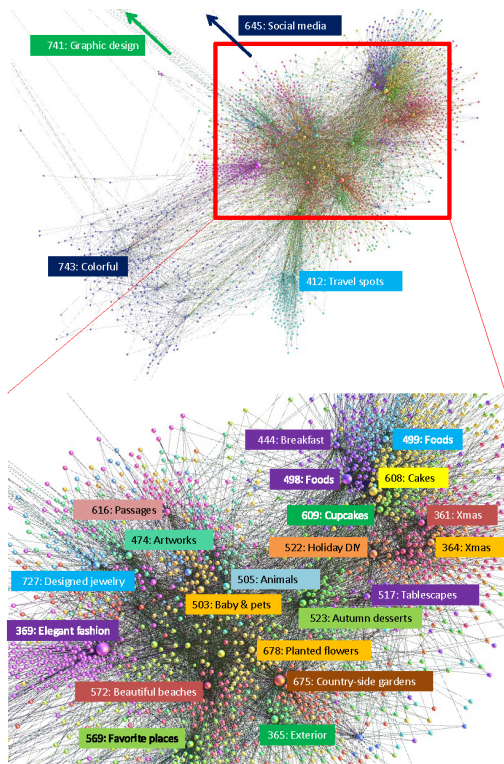 645: Social media
741: Graphic design
743: Colorful
412: Travel spots
444: Breakfast
499: Foods
498: Foods
608: Cakes
616: Passages
609: Cupcakes
361: Xmas
474: Artworks
522: Holiday DIY
364: Xmas
727: Designed jewelry
505: Animals
517: Tablescapes
503: Baby & pets
523: Autumn desserts
369: Elegant fashion
678: Planted flowers
572: Beautiful beaches
675: Country-side gardens
569: Favorite places
365: Exterior